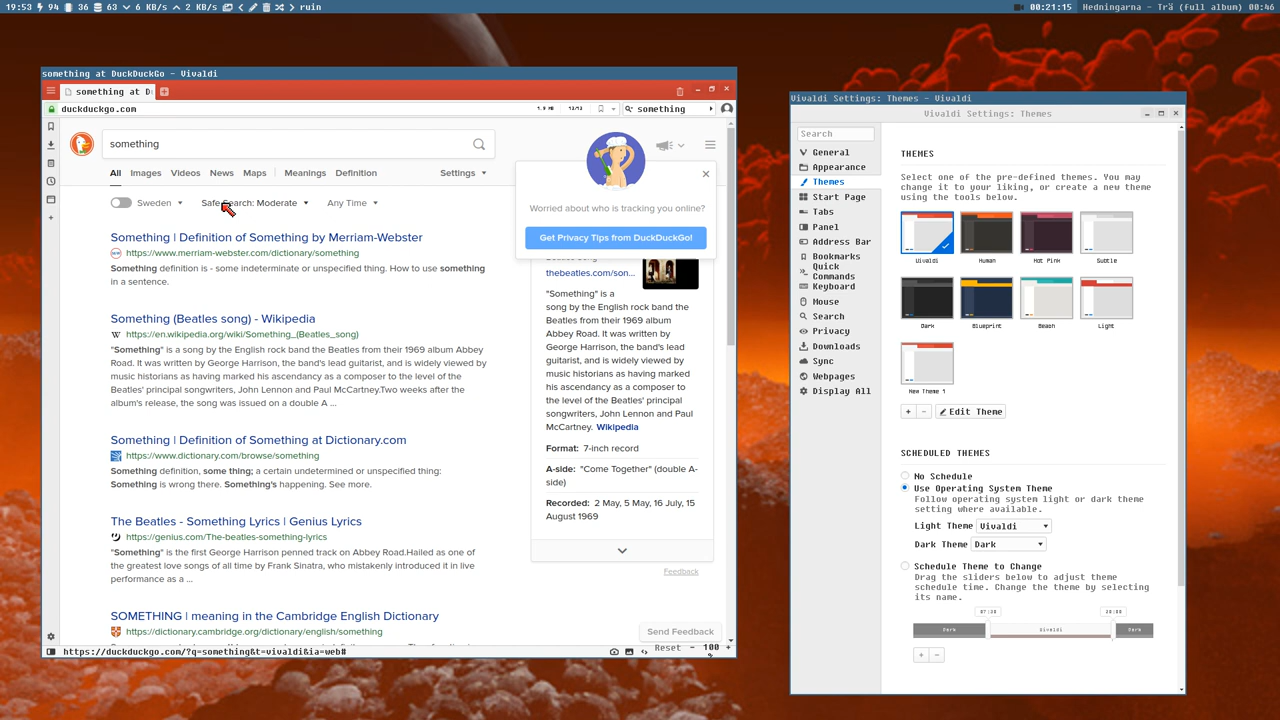 19:53 94 36 63 6 KB/s 2 KB/s ruin
00:21:15 Hedningarna - Trä (full album) 00:46
something at DuckDuckGo - Vivaldi
something at D
duckduckgo.com
something
something
All Images Videos News Maps Meanings Definition Settings
Sweden Safe Search: Moderate Any Time
Something | Definition of Something by Merriam-Webster
https://www.merriam-webster.com/dictionary/something
Something definition is - some indeterminate or unspecified thing. How to use something
in a sentence.
Something (Beatles song) - Wikipedia
https://en.wikipedia.org/wiki/Something_(Beatles_song)
"Something" is a song by the English rock band the Beatles from their 1969 album Abbey
Road. It was written by George Harrison, the band's lead guitarist, and is widely viewed by
music historians as having marked his ascendancy as a composer to the level of the
Beatles' principal songwriters, John Lennon and Paul McCartney.Two weeks after the
album's release, the song was issued on a double A ...
Something | Definition of Something at Dictionary.com
https://www.dictionary.com/browse/something
Something definition, some thing; a certain undetermined or unspecified thing:
Something is wrong there. Something's happening. See more.
The Beatles - Something Lyrics | Genius Lyrics
https://genius.com/The-beatles-something-lyrics
"Something" is the first George Harrison penned track on Abbey Road.Hailed as one of
the greatest love songs of all time by Frank Sinatra, who mistakenly introduced it in live
performance as a ...
SOMETHING | meaning in the Cambridge English Dictionary
https://dictionary.cambridge.org/dictionary/english/something
Worried about who is tracking you online?
Get Privacy Tips from DuckDuckGo!
thebeatles.com/son...
"Something" is a
song by the English rock band the
Beatles from their 1969 album
Abbey Road. It was written by
George Harrison, the band's lead
guitarist, and is widely viewed by
music historians as having marked
his ascendancy as a composer to
the level of the Beatles' principal
songwriters, John Lennon and Paul
McCartney. Wikipedia
Format: 7-inch record
A-side: "Come Together" (double A-
side)
Recorded: 2 May, 5 May, 16 July, 15
August 1969
Feedback
Send Feedback
https://duckduckgo.com/?q=something&t=vivaldi&ia=web#
Reset - 100 +
Vivaldi Settings: Themes - Vivaldi
Vivaldi Settings: Themes
Search
General
Appearance
Themes
Start Page
Tabs
Panel
Address Bar
Bookmarks
Quick
Commands
Keyboard
Mouse
Search
Privacy
Downloads
Sync
Webpages
Display All
THEMES
Select one of the pre-defined themes. You may
change it to your liking, or create a new theme
using the tools below.
Vivaldi Human Hot Pink Subtle
Dark Blueprint Beach Light
New Theme 1
+ - Edit Theme
SCHEDULED THEMES
No Schedule
Use Operating System Theme
Follow operating system light or dark theme
setting where available.
Light Theme Vivaldi
Dark Theme Dark
Schedule Theme to Change
Drag the sliders below to adjust theme
schedule time. Change the theme by selecting
its name.
Dark Vivaldi Dark
+ -